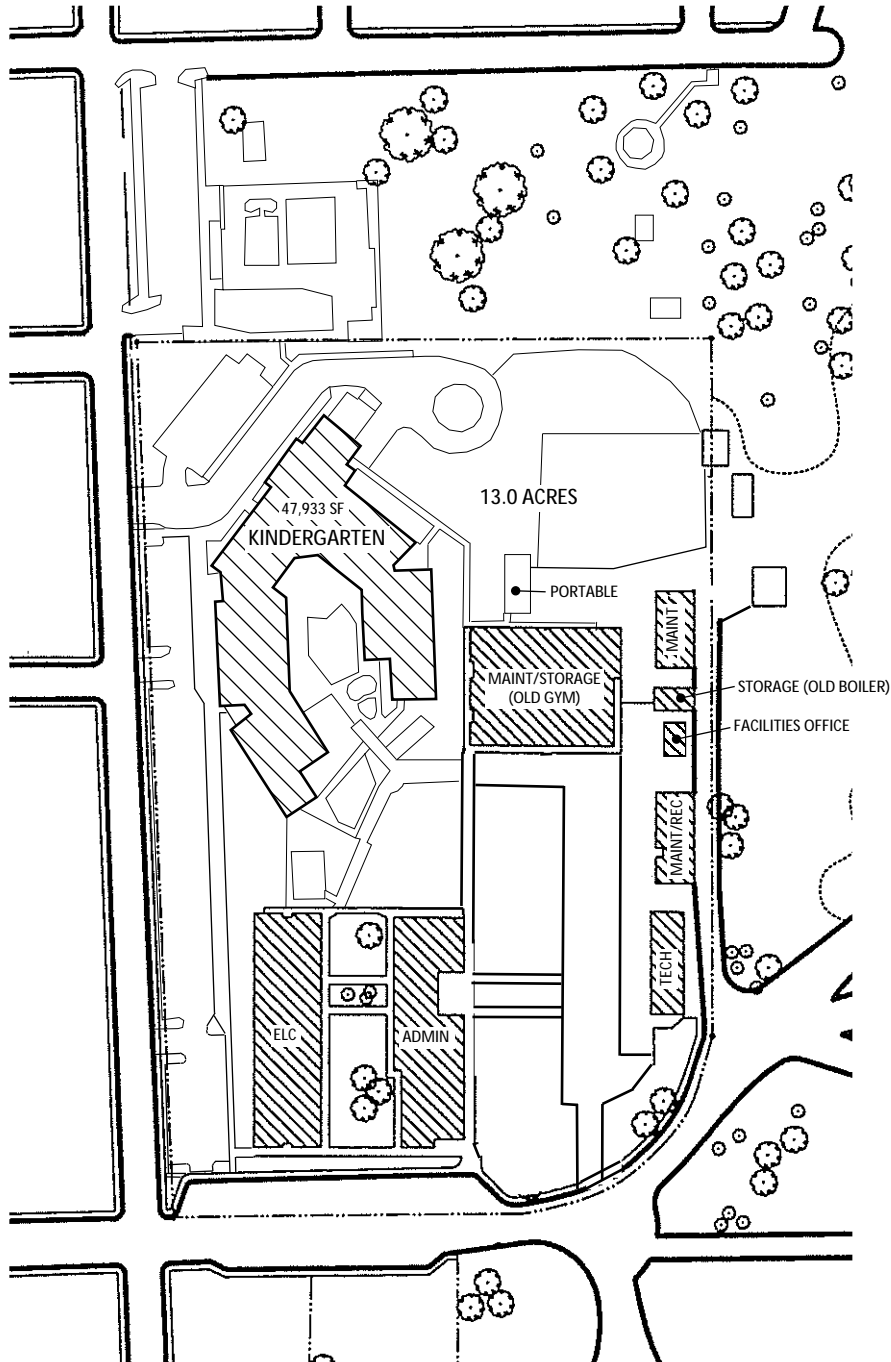 47,933 SF
KINDERGARTEN
13.0 ACRES
PORTABLE
MAINT
MAINT/STORAGE
(OLD GYM)
STORAGE (OLD BOILER)
FACILITIES OFFICE
MAINT/REC
TECH
ELC
ADMIN